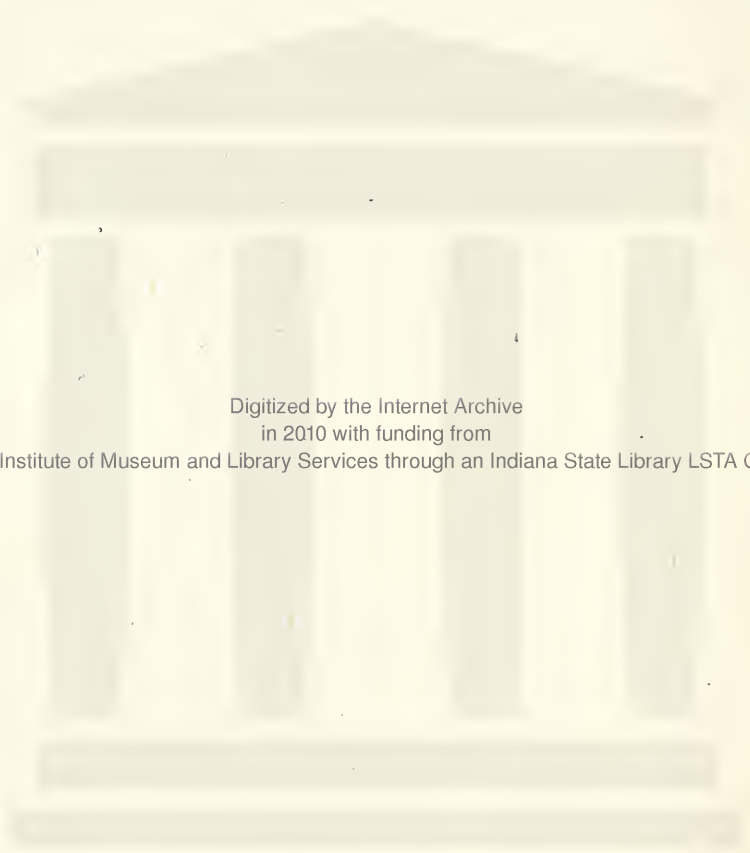 Digitized by the Internet Archive
in 2010 with funding from
Institute of Museum and Library Services through an Indiana State Library LSTA